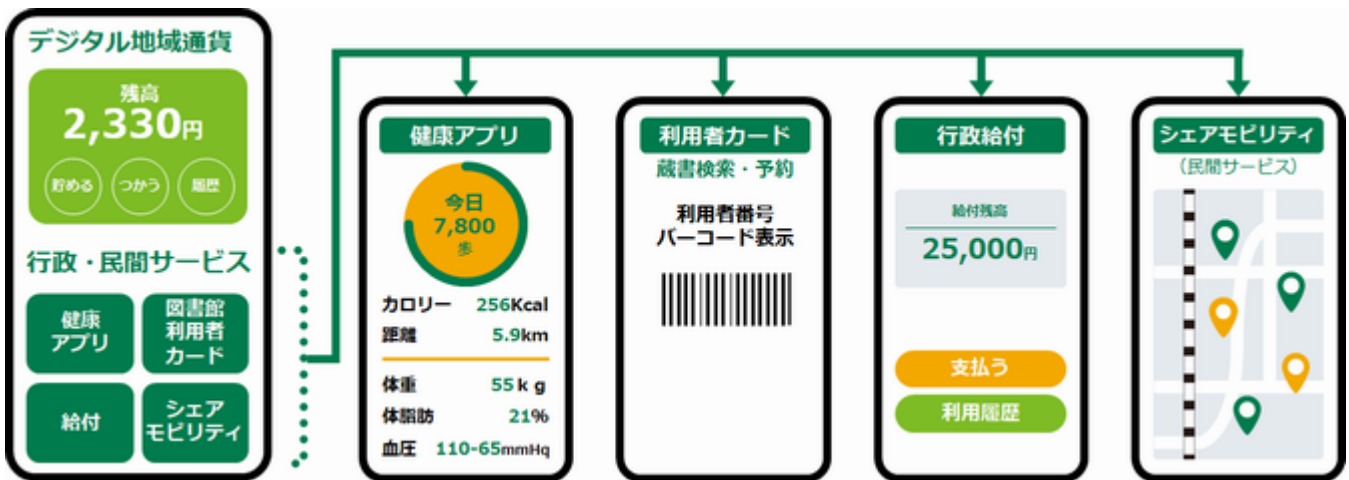 デジタル地域通貨
残高
2,330円
貯める つかう 履歴
行政・民間サービス
健康
アプリ
図書館
利用者
カード
給付
シェア
モビリティ
健康アプリ
今日
7,800
歩
カロリー 256Kcal
距離 5.9km
体重 55kg
体脂肪 21%
血圧 110-65mmHq
利用者カード
蔵書検索・予約
利用者番号
バーコード表示
行政給付
給付残高
25,000円
支払う
利用履歴
シェアモビリティ
(民間サービス)